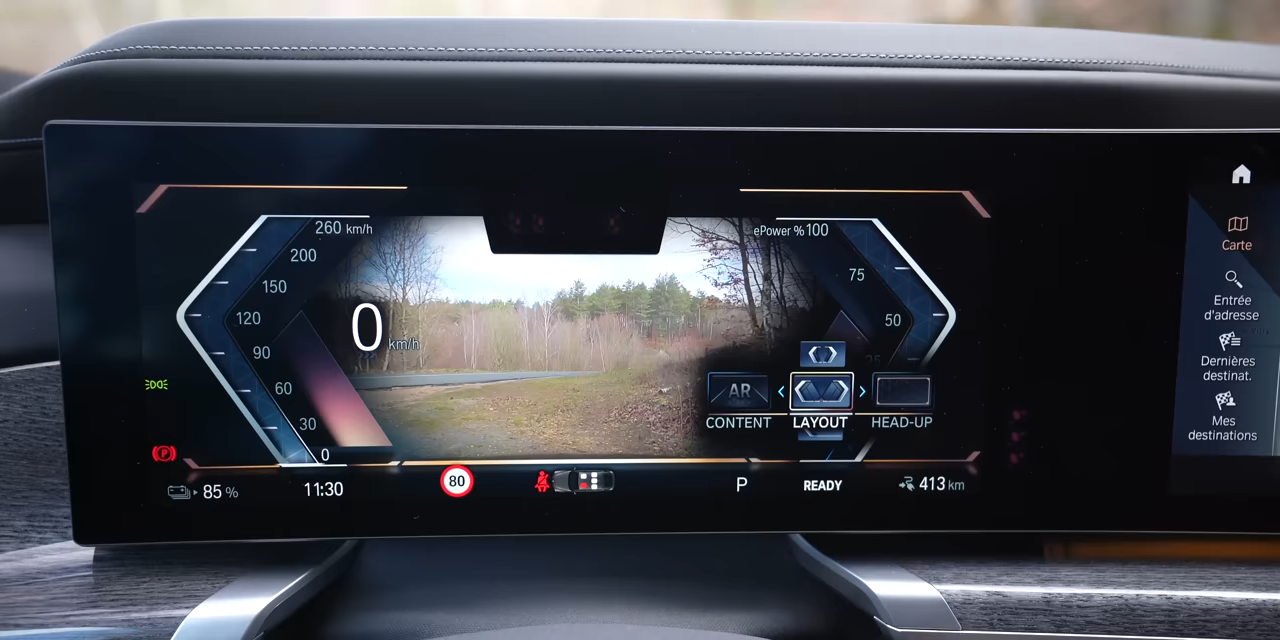 260 km/h
200
150
120
90
60
30
0
0 km/h
ePower % 100
75
50
25
AR
CONTENT
LAYOUT
HEAD-UP
P
85 %
11:30
80
P
READY
413 km
Carte
Entrée
d'adresse
Dernières
destinat.
Mes
destinations